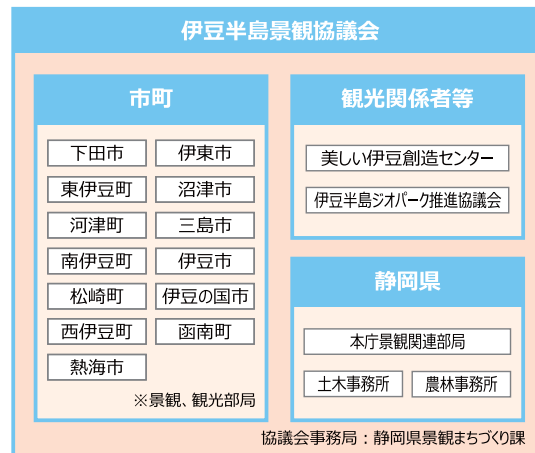 伊豆半島景観協議会
市町
下田市
伊東市
東伊豆町
沼津市
河津町
三島市
南伊豆町
伊豆市
松崎町
伊豆の国市
西伊豆町
函南町
熱海市
※景観、観光部局
観光関係者等
美しい伊豆創造センター
伊豆半島ジオパーク推進協議会
静岡県
本庁景観関連部局
土木事務所
農林事務所
協議会事務局：静岡県景観まちづくり課